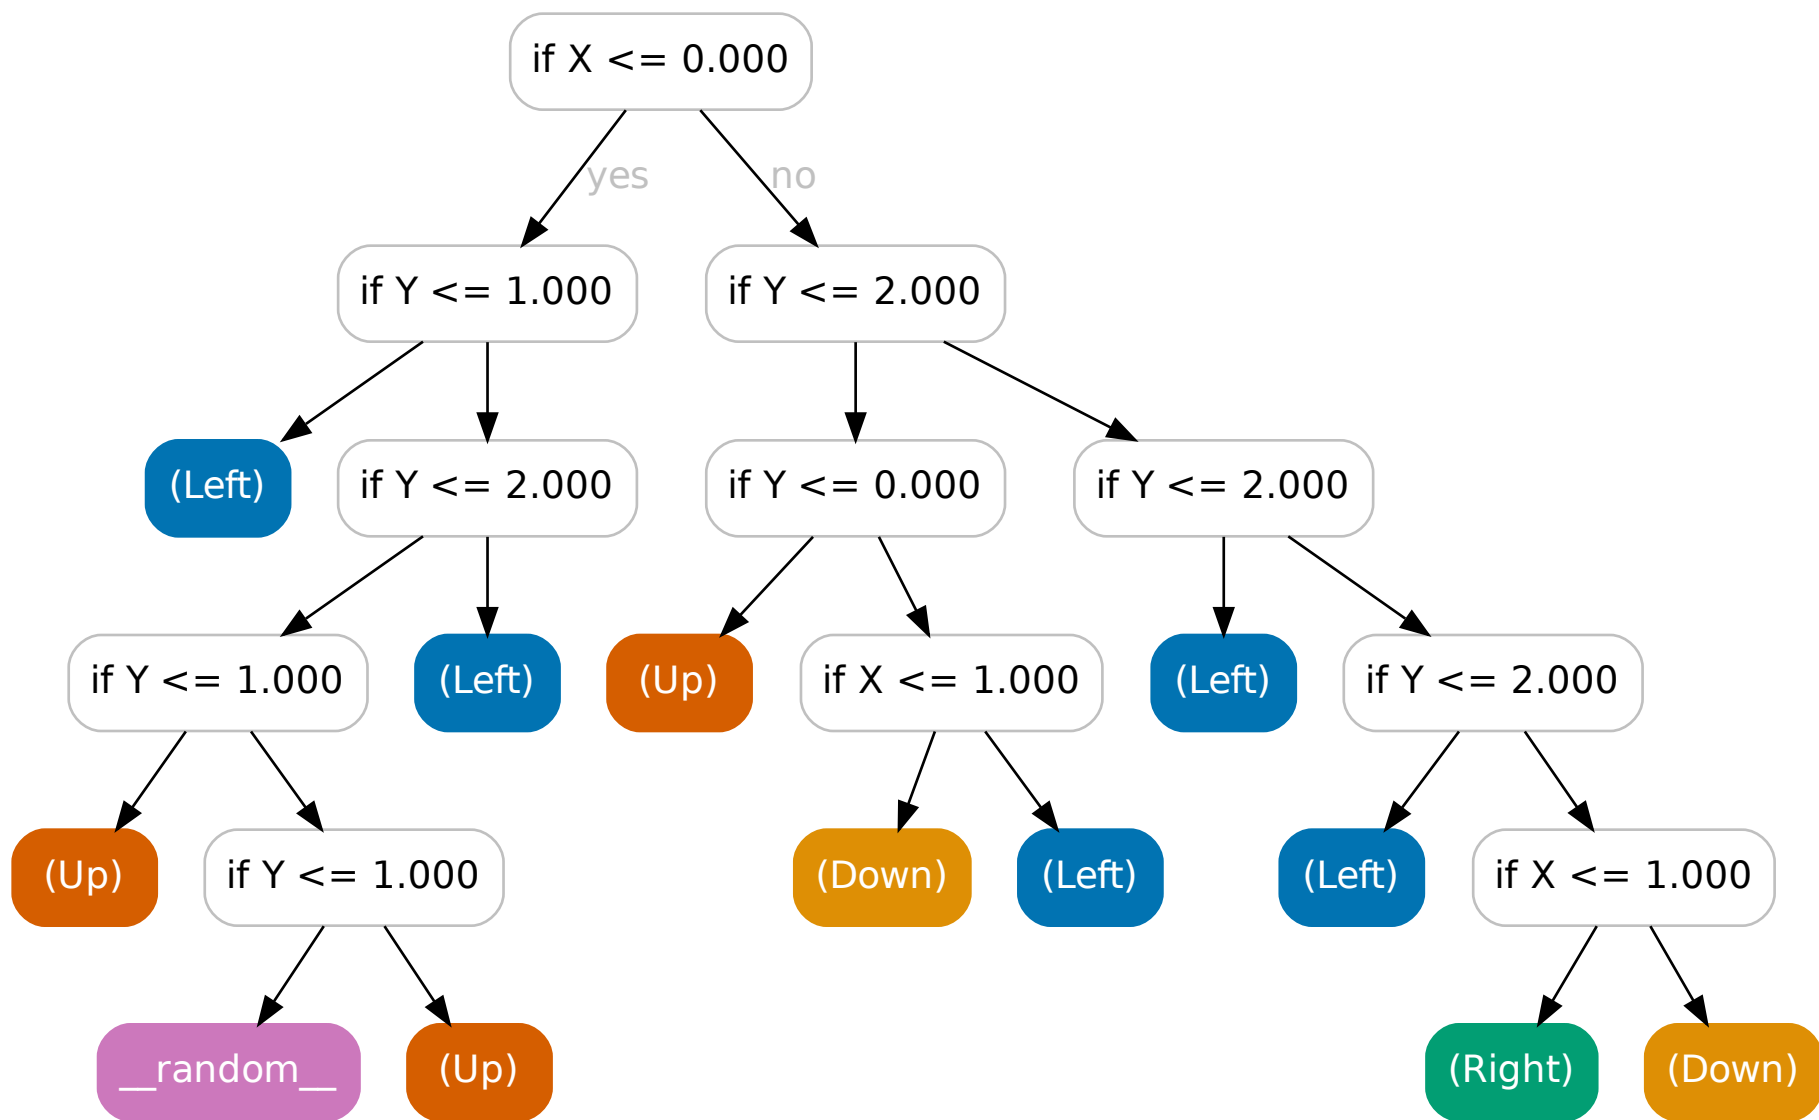 if X <= 0.000
yes
no
if Y <= 1.000
if Y <= 2.000
(Left)
if Y <= 2.000
if Y <= 0.000
if Y <= 2.000
if Y <= 1.000
(Left)
(Up)
if X <= 1.000
(Left)
if Y <= 2.000
(Up)
if Y <= 1.000
(Down)
(Left)
(Left)
if X <= 1.000
__random__
(Up)
(Right)
(Down)